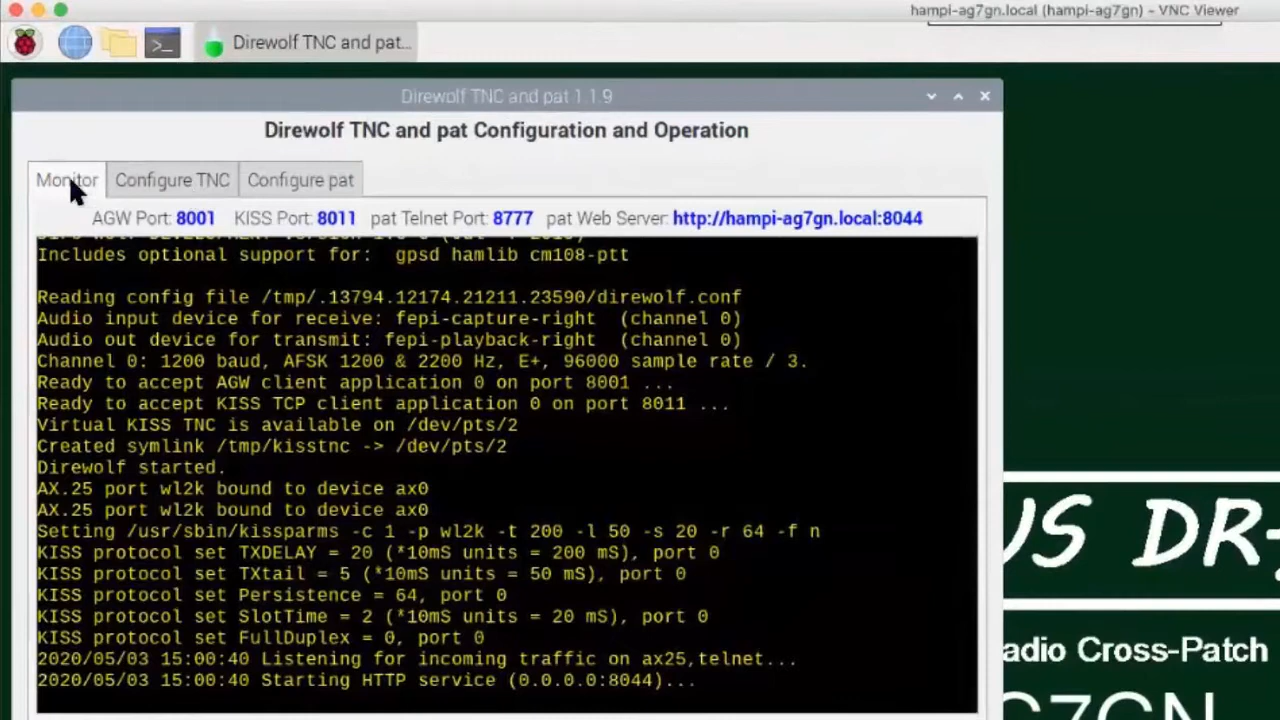 hampi-ag7gn.local (hampi-ag7gn) - VNC Viewer
Direwolf TNC and pat...
Direwolf TNC and pat 1.1.9
Direwolf TNC and pat Configuration and Operation
Monitor Configure TNC Configure pat
AGW Port: 8001 KISS Port: 8011 pat Telnet Port: 8777 pat Web Server: http://hampi-ag7gn.local:8044
Includes optional support for: gpsd hamlib cm108-ptt
Reading config file /tmp/.13794.12174.21211.23590/direwolf.conf
Audio input device for receive: fepi-capture-right (channel 0)
Audio out device for transmit: fepi-playback-right (channel 0)
Channel 0: 1200 baud, AFSK 1200 & 2200 Hz, E+, 96000 sample rate / 3.
Ready to accept AGW client application 0 on port 8001 ...
Ready to accept KISS TCP client application 0 on port 8011 ...
Virtual KISS TNC is available on /dev/pts/2
Created symlink /tmp/kisstnc -> /dev/pts/2
Direwolf started.
AX.25 port wl2k bound to device ax0
AX.25 port wl2k bound to device ax0
Setting /usr/sbin/kissparms -c 1 -p wl2k -t 200 -l 50 -s 20 -r 64 -f n
KISS protocol set TXDELAY = 20 (*10mS units = 200 mS), port 0
KISS protocol set TXtail = 5 (*10mS units = 50 mS), port 0
KISS protocol set Persistence = 64, port 0
KISS protocol set SlotTime = 2 (*10mS units = 20 mS), port 0
KISS protocol set FullDuplex = 0, port 0
2020/05/03 15:00:40 Listening for incoming traffic on ax25,telnet...
2020/05/03 15:00:40 Starting HTTP service (0.0.0.0:8044)...
US DR-
adio Cross-Patch
G7GN